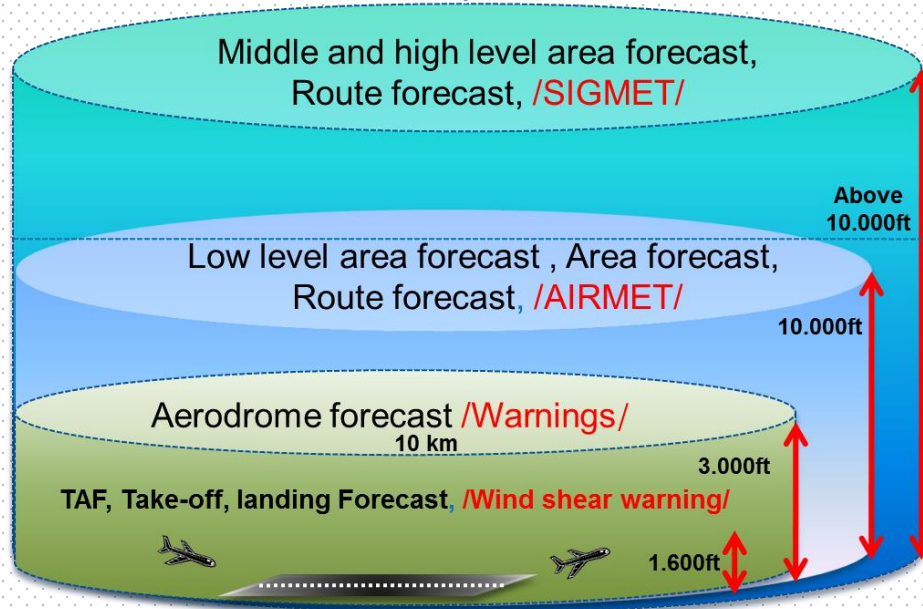 Middle and high level area forecast,
Route forecast, /SIGMET/
Above
10.000ft
Low level area forecast , Area forecast,
Route forecast, /AIRMET/
10.000ft
Aerodrome forecast /Warnings/
10 km
3.000ft
TAF, Take-off, landing Forecast, /Wind shear warning/
1.600ft